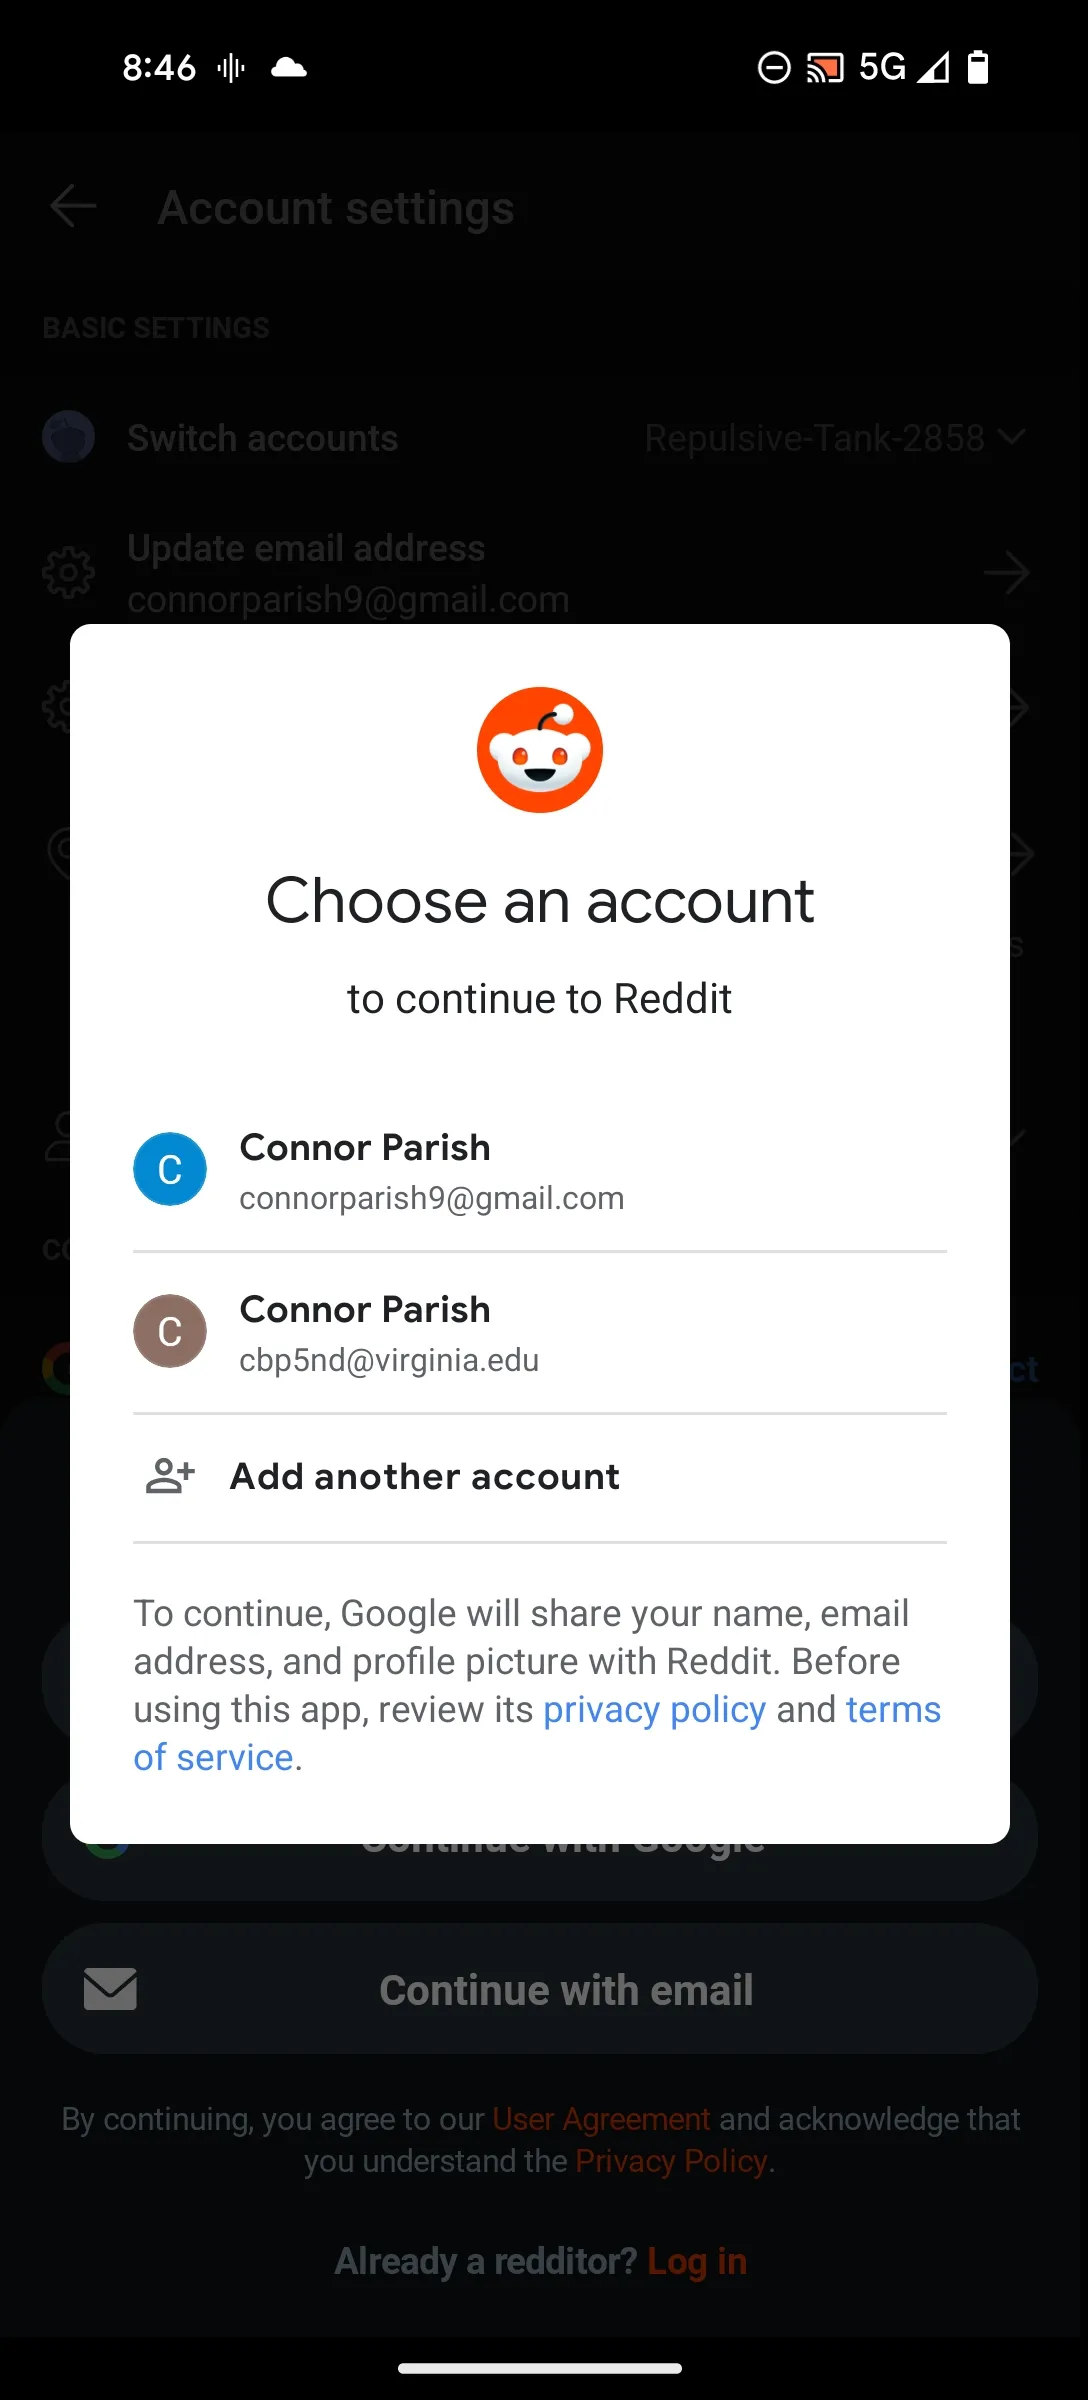 8:46
5G
Account settings
BASIC SETTINGS
Switch accounts
Repulsive-Tank-2858
Update email address
connorparish9@gmail.com
Choose an account
to continue to Reddit
C
Connor Parish
connorparish9@gmail.com
C
Connor Parish
cbp5nd@virginia.edu
Add another account
To continue, Google will share your name, email
address, and profile picture with Reddit. Before
using this app, review its privacy policy and terms
of service.
Continue with Google
Continue with email
By continuing, you agree to our User Agreement and acknowledge that
you understand the Privacy Policy.
Already a redditor? Log in